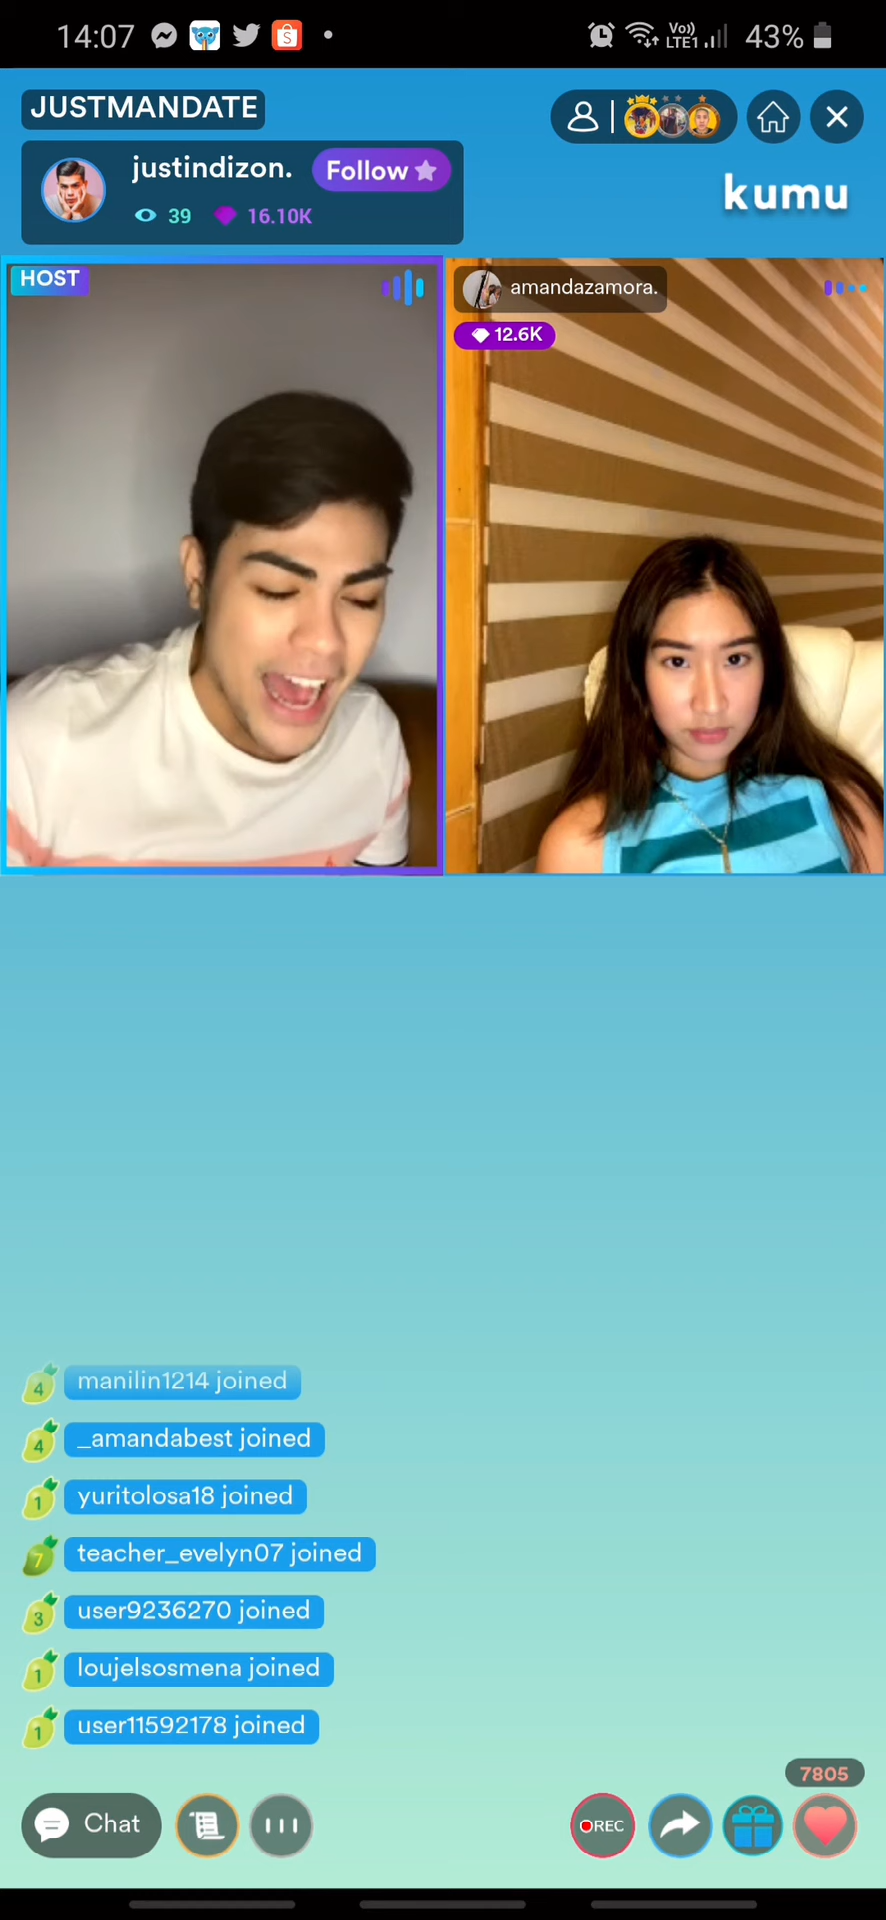 14:07
Vo)) LTE1 43%
JUSTMANDATE
justindizon. Follow
39 16.10K
kumu
HOST
amandazamora.
12.6K
4 manilin1214 joined
4 _amandabest joined
1 yuritolosa18 joined
7 teacher_evelyn07 joined
3 user9236270 joined
1 loujelsosmena joined
1 user11592178 joined
7805
Chat REC